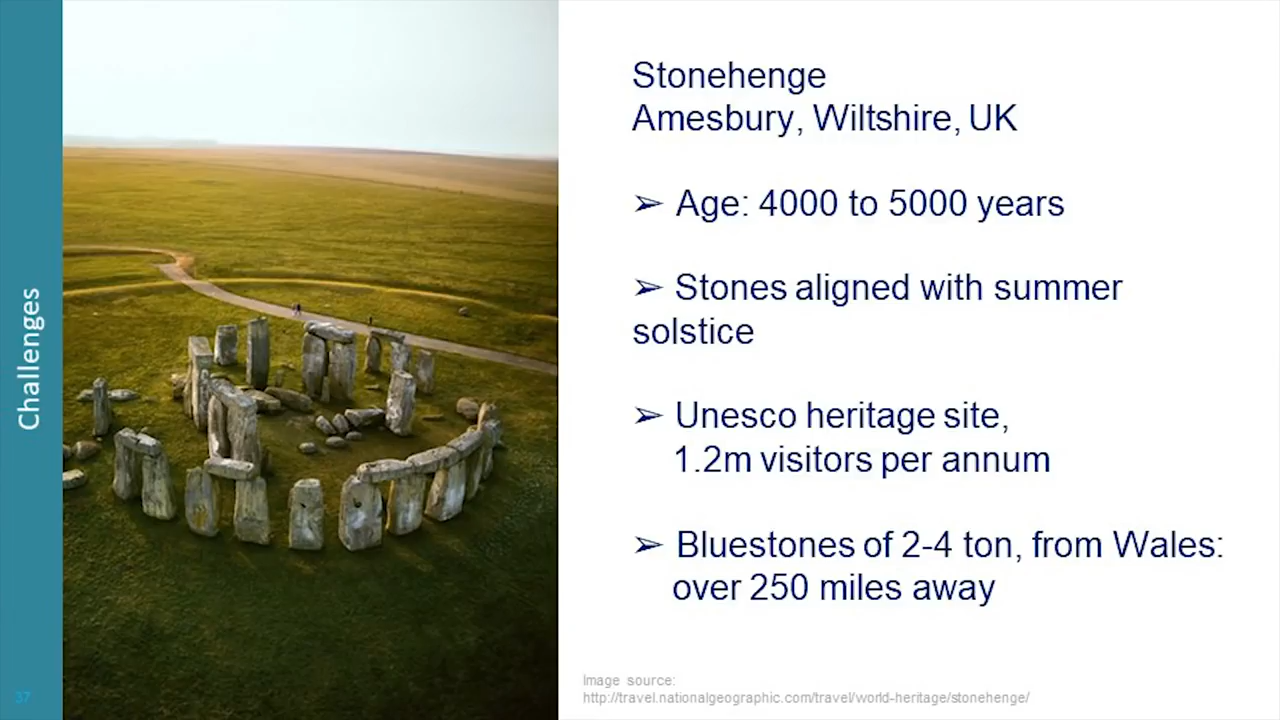 Challenges
Stonehenge
Amesbury, Wiltshire, UK
➢ Age: 4000 to 5000 years
➢ Stones aligned with summer
solstice
➢ Unesco heritage site,
1.2m visitors per annum
➢ Bluestones of 2-4 ton, from Wales:
over 250 miles away
Image source:
http://travel.nationalgeographic.com/travel/world-heritage/stonehenge/
37